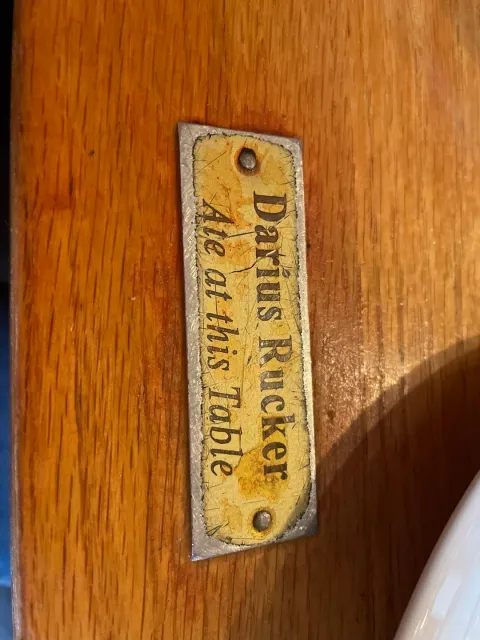 Darius Rucker
Ate at this Table